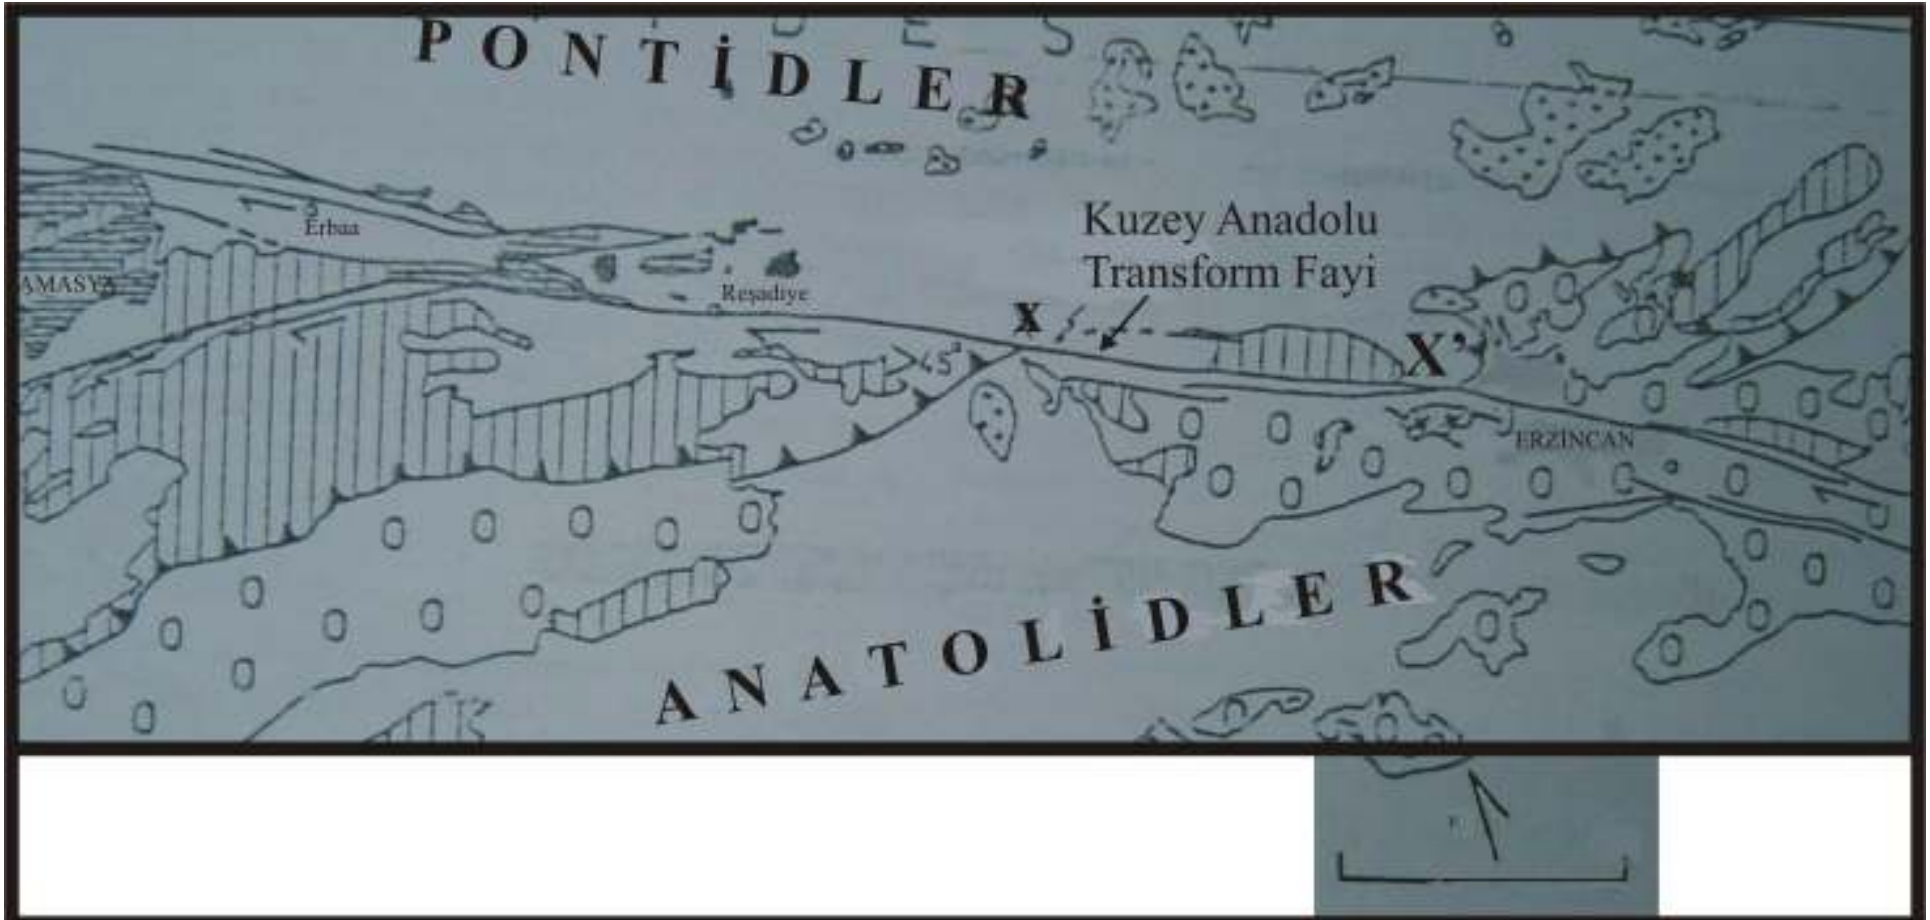 D E S
PONTİDLER
Erbaa
Kuzey Anadolu
Transform Fayi
AMASYA
Reşadiye
x
X'
>45°
ERZİNCAN
ANATOLİDLER